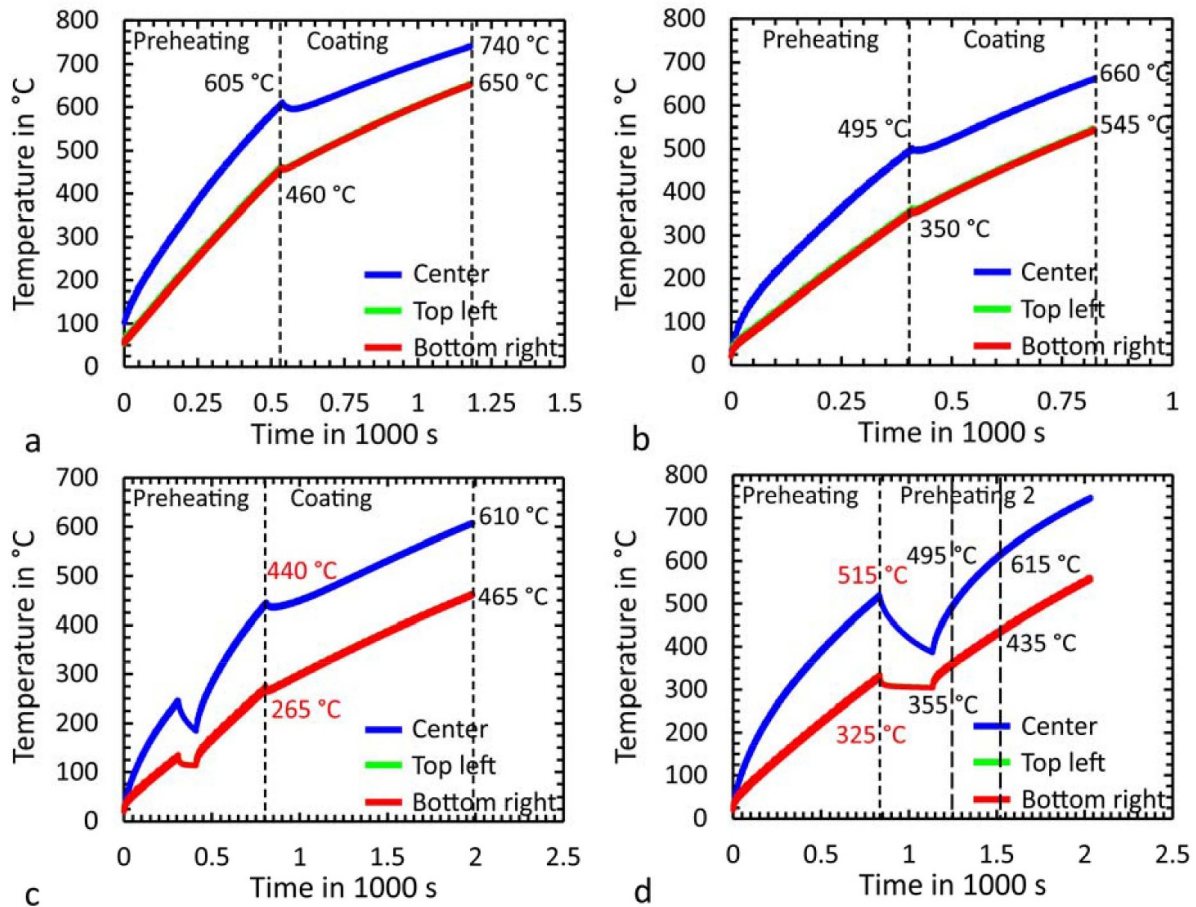 800
700
600
500
400
300
200
100
0
Temperature in °C
Preheating
Coating
605 °C
740 °C
650 °C
460 °C
Center
Top left
Bottom right
0
0.25
0.5
0.75
1
1.25
1.5
Time in 1000 s
a
800
700
600
500
400
300
200
100
0
Temperature in °C
Preheating
Coating
495 °C
660 °C
545 °C
350 °C
Center
Top left
Bottom right
0
0.25
0.5
0.75
1
Time in 1000 s
b
700
600
500
400
300
200
100
0
Temperature in °C
Preheating
Coating
610 °C
440 °C
465 °C
265 °C
Center
Top left
Bottom right
0
0.5
1
1.5
2
2.5
Time in 1000 s
c
800
700
600
500
400
300
200
100
0
Temperature in °C
Preheating
Preheating 2
495 °C
515 °C
615 °C
435 °C
355 °C
325 °C
Center
Top left
Bottom right
0
0.5
1
1.5
2
2.5
Time in 1000 s
d